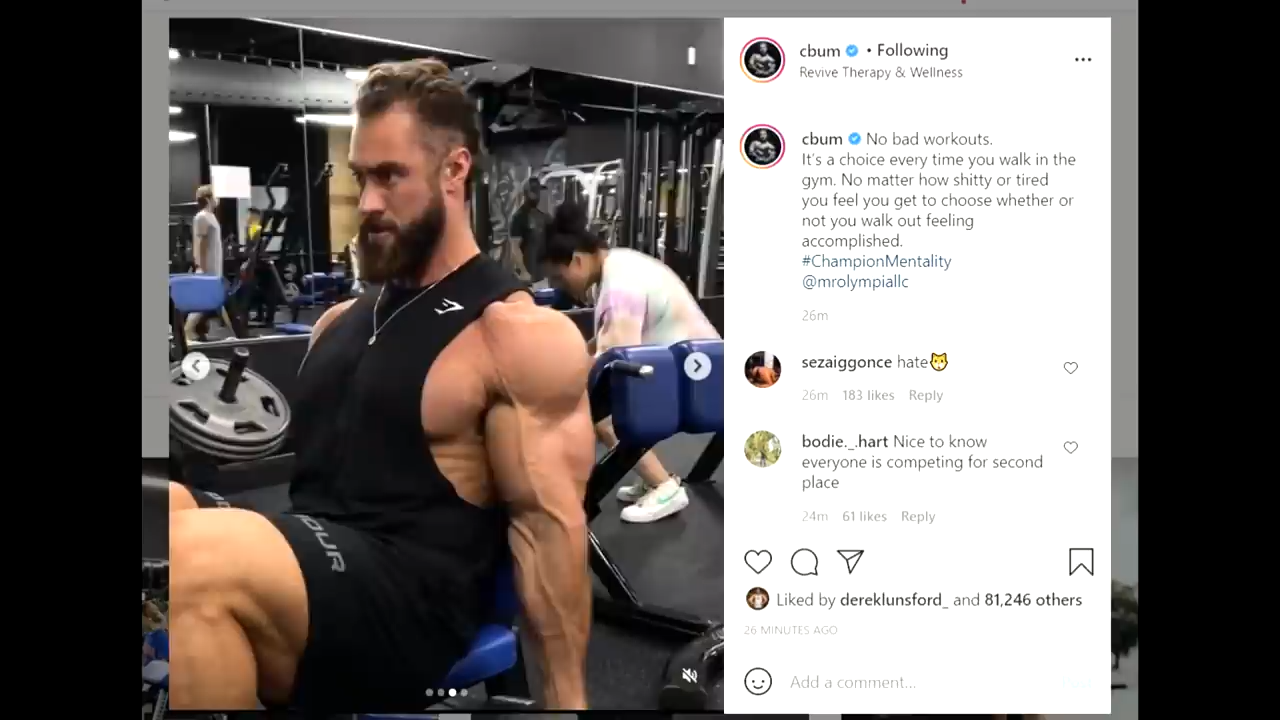 cbum • Following
Revive Therapy & Wellness
cbum No bad workouts.
It's a choice every time you walk in the
gym. No matter how shitty or tired
you feel you get to choose whether or
not you walk out feeling
accomplished.
#ChampionMentality
@mrolympiallc
26m
sezaiggonce hate🐱
26m 183 likes Reply
bodie._.hart Nice to know
everyone is competing for second
place
24m 61 likes Reply
Liked by dereklunsford_ and 81,246 others
26 MINUTES AGO
Add a comment...